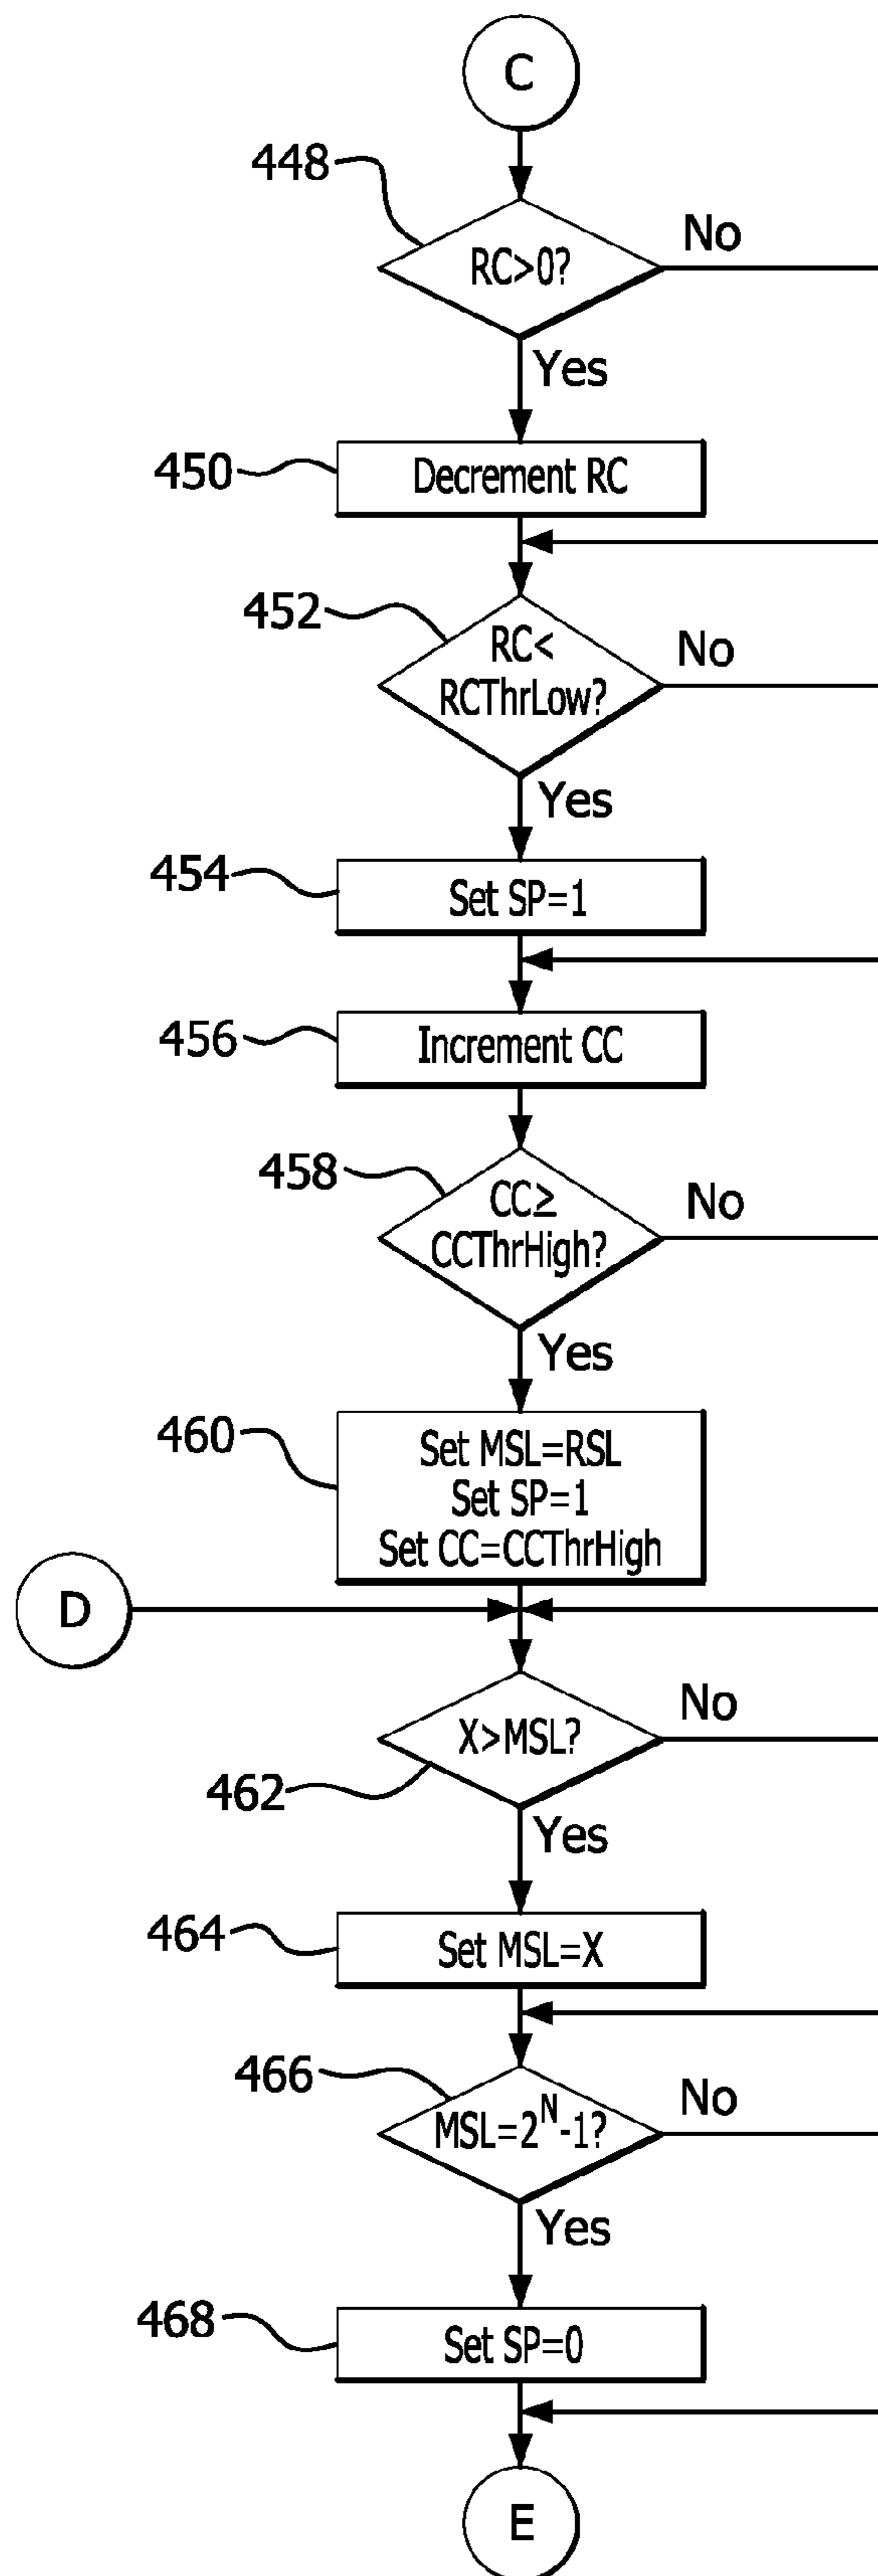 C
448
RC>0?
No
Yes
450
Decrement RC
452
RC<
RCThrLow?
No
Yes
454
Set SP=1
456
Increment CC
458
CC≥
CCThrHigh?
No
Yes
460
Set MSL=RSL
Set SP=1
Set CC=CCThrHigh
D
X>MSL?
No
462
Yes
464
Set MSL=X
466
MSL=2^N-1?
No
Yes
468
Set SP=0
E